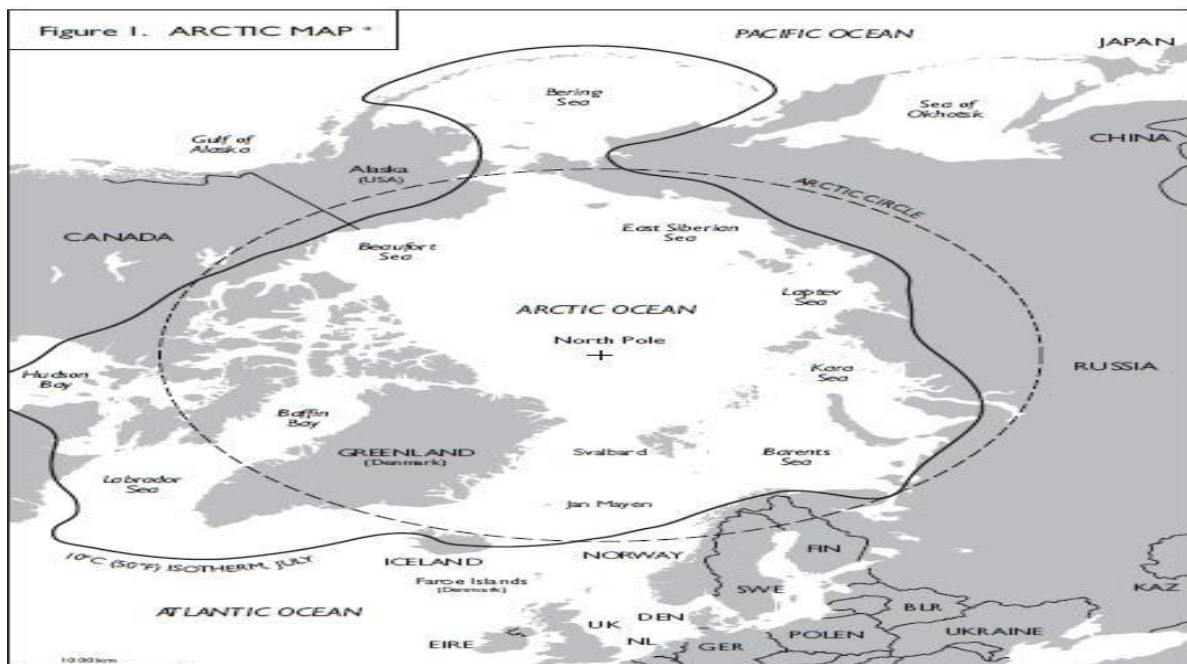 Figure 1. ARCTIC MAP *
PACIFIC OCEAN
JAPAN
Bering
Sea
Sea of
Okhotsk
Gulf of
Alaska
CHINA
Alaska
(USA)
ARCTIC CIRCLE
CANADA
Beaufort
Sea
East Siberian
Sea
Laptev
Sea
ARCTIC OCEAN
North Pole
Hudson
Bay
Kara
Sea
RUSSIA
Baffin
Bay
GREENLAND
(Denmark)
Svalbard
Barents
Sea
Labrador
Sea
Jan Mayen
10°C (50°F) ISOTHERM, JULY
ICELAND
NORWAY
FIN
Faroe Islands
(Denmark)
SWE
KAZ
ATLANTIC OCEAN
UK
DEN
BLR
EIRE
NL
GER
POLEN
UKRAINE
1000 km